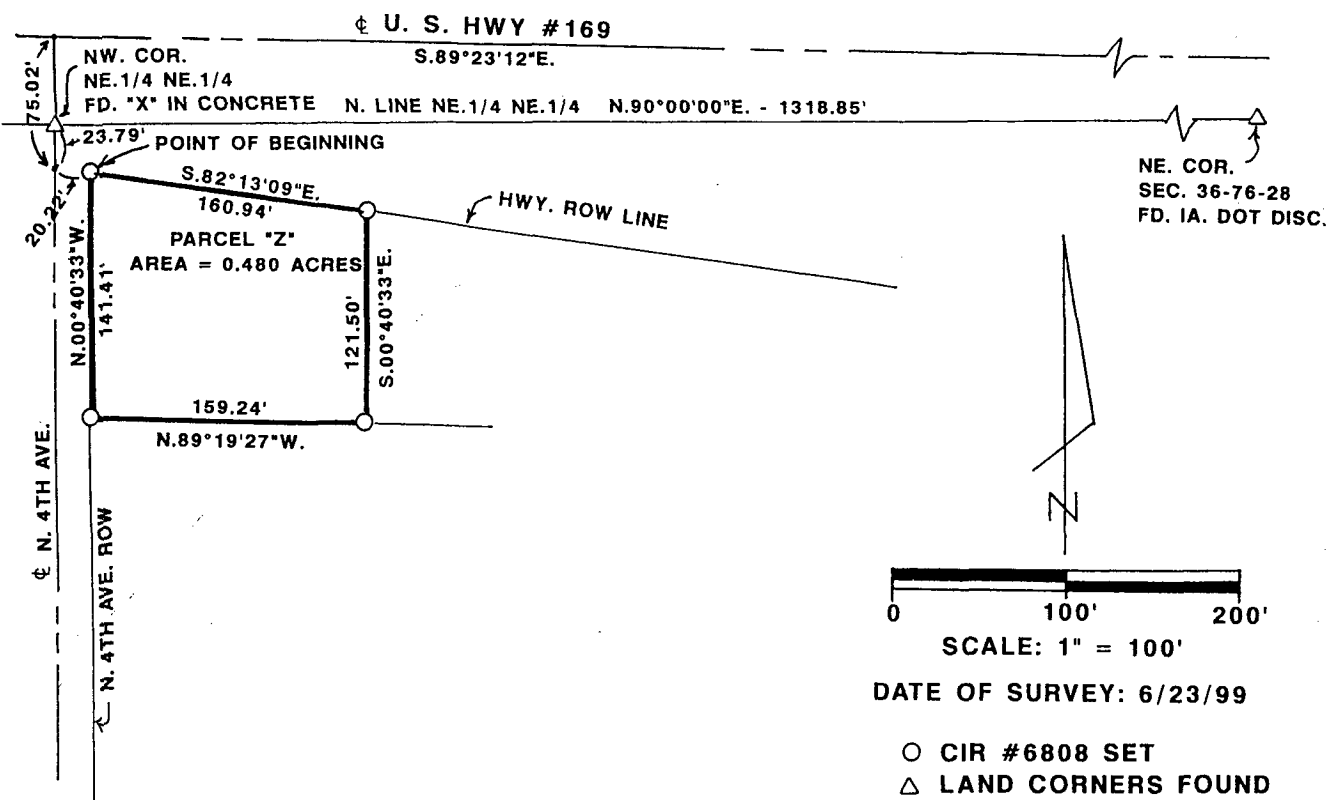 ℄ U. S. HWY #169
S.89°23'12"E.
NW. COR.
NE.1/4 NE.1/4
FD. "X" IN CONCRETE
N. LINE NE.1/4 NE.1/4 N.90°00'00"E. - 1318.85'
75.02'
23.79'
POINT OF BEGINNING
NE. COR.
SEC. 36-76-28
FD. IA. DOT DISC.
20.22'
S.82°13'09"E.
160.94'
HWY. ROW LINE
PARCEL "Z"
AREA = 0.480 ACRES
N.00°40'33"W.
141.41'
121.50'
S.00°40'33"E.
159.24'
N.89°19'27"W.
℄ N. 4TH AVE.
N. 4TH AVE. ROW
N
0 100' 200'
SCALE: 1" = 100'
DATE OF SURVEY: 6/23/99
CIR #6808 SET
LAND CORNERS FOUND